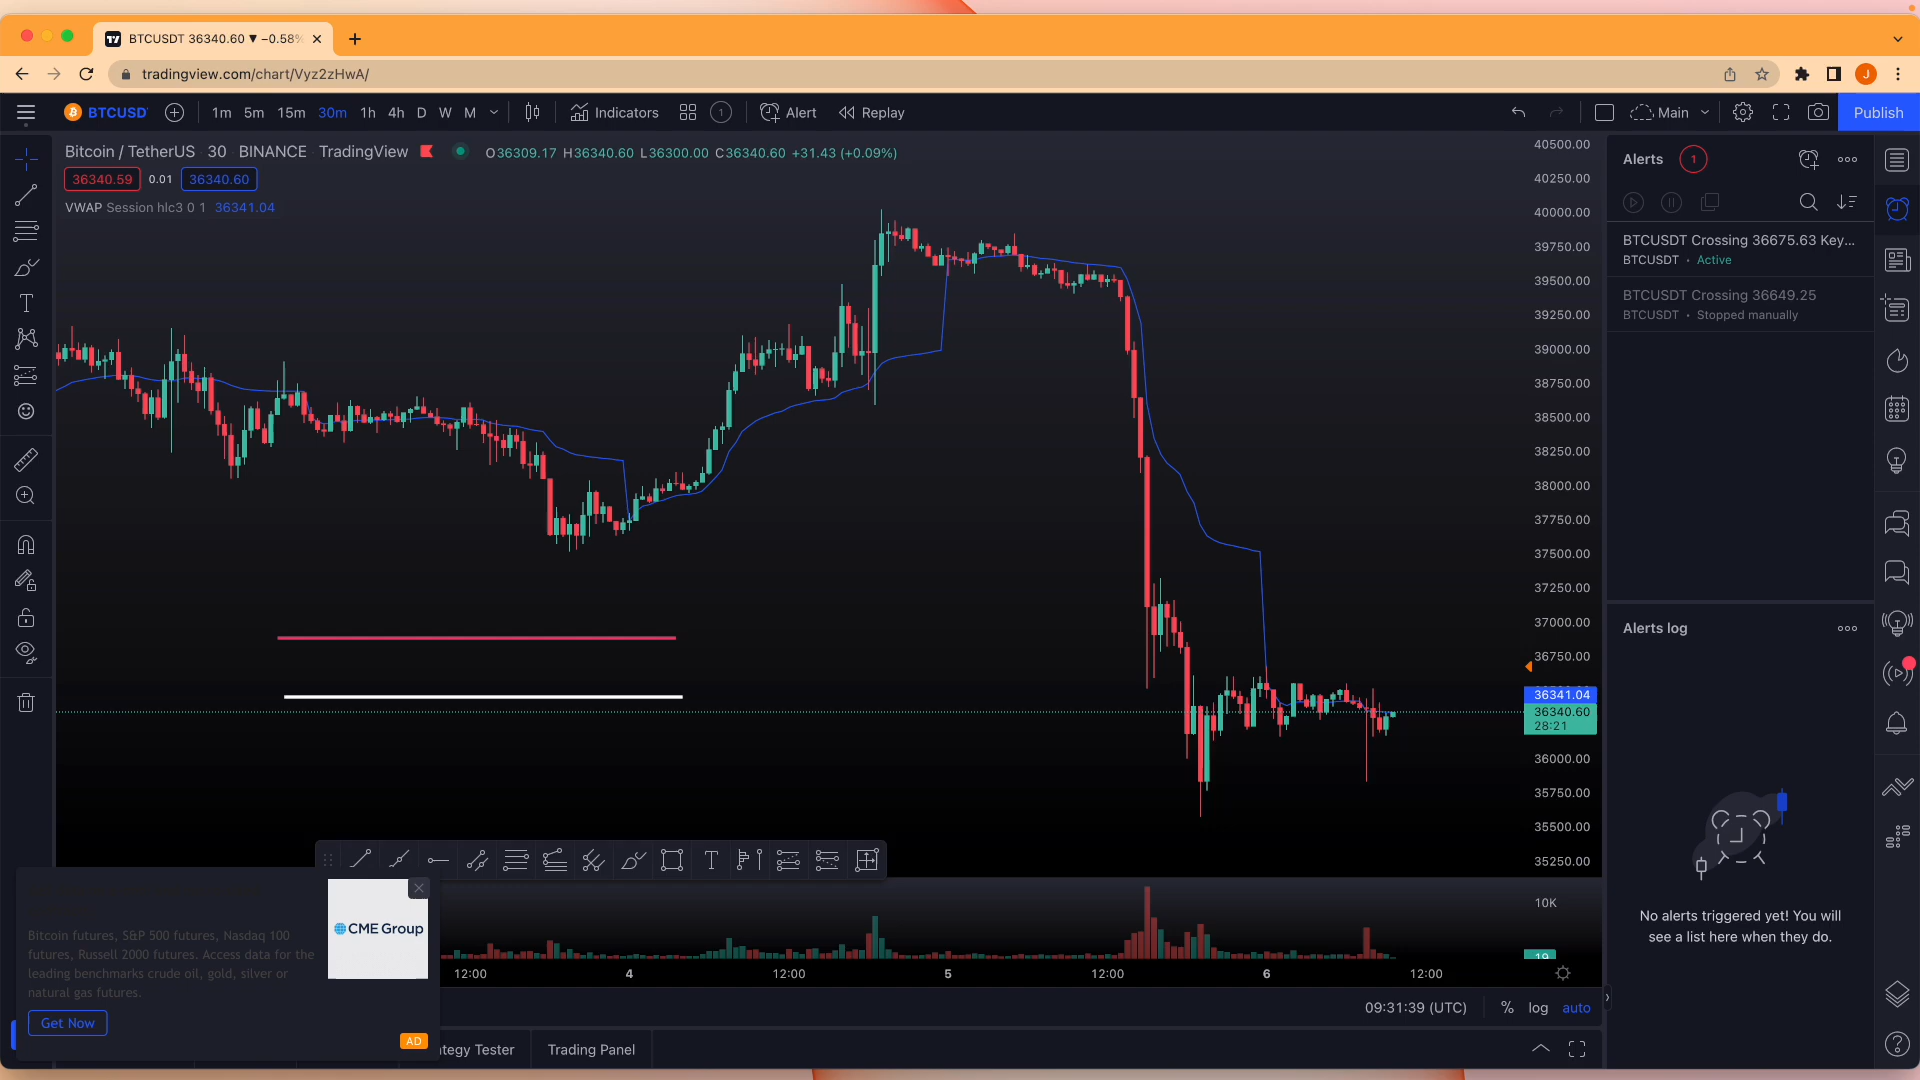 BTCUSDT 36340.60 ▼ −0.58%
tradingview.com/chart/Vyz2zHwA/
J
BTCUSD
1m 5m 15m 30m 1h 4h D W M
Indicators
1
Alert
Replay
Main
Publish
Bitcoin / TetherUS 30 BINANCE TradingView
O36309.17 H36340.60 L36300.00 C36340.60 +31.43 (+0.09%)
36340.59 0.01 36340.60
VWAP Session hlc3 0 1 36341.04
40500.00
40250.00
40000.00
39750.00
39500.00
39250.00
39000.00
38750.00
38500.00
38250.00
38000.00
37750.00
37500.00
37250.00
37000.00
36750.00
36341.04
36340.60
28:21
36000.00
35750.00
35500.00
35250.00
10K
19
Alerts 1
BTCUSDT Crossing 36675.63 Key...
BTCUSDT • Active
BTCUSDT Crossing 36649.25
BTCUSDT • Stopped manually
Alerts log
No alerts triggered yet! You will
see a list here when they do.
CME Group
Bitcoin futures, S&P 500 futures, Nasdaq 100
futures, Russell 2000 futures. Access data for the
leading benchmarks crude oil, gold, silver or
natural gas futures.
Get Now
AD
12:00 4 12:00 5 12:00 6 12:00
09:31:39 (UTC) % log auto
ategy Tester
Trading Panel